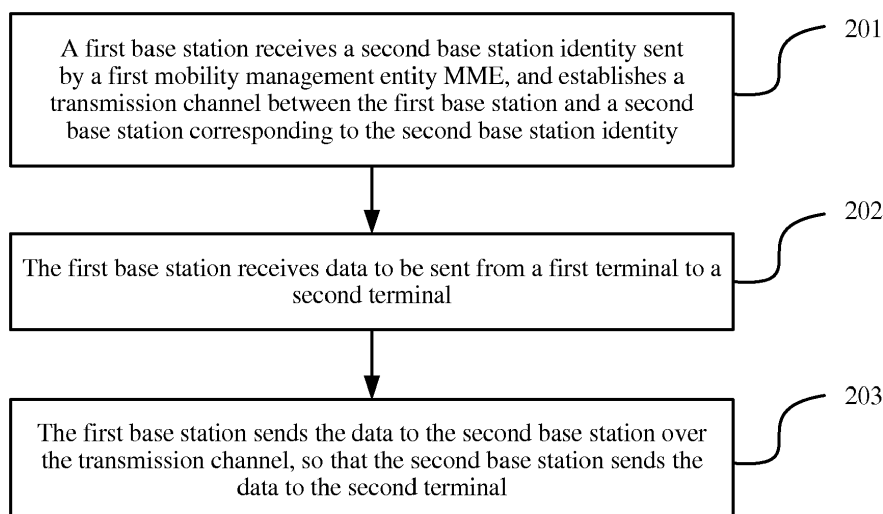 A first base station receives a second base station identity sent
by a first mobility management entity MME, and establishes a
transmission channel between the first base station and a second
base station corresponding to the second base station identity
201
The first base station receives data to be sent from a first terminal to a
second terminal
202
The first base station sends the data to the second base station over
the transmission channel, so that the second base station sends the
data to the second terminal
203